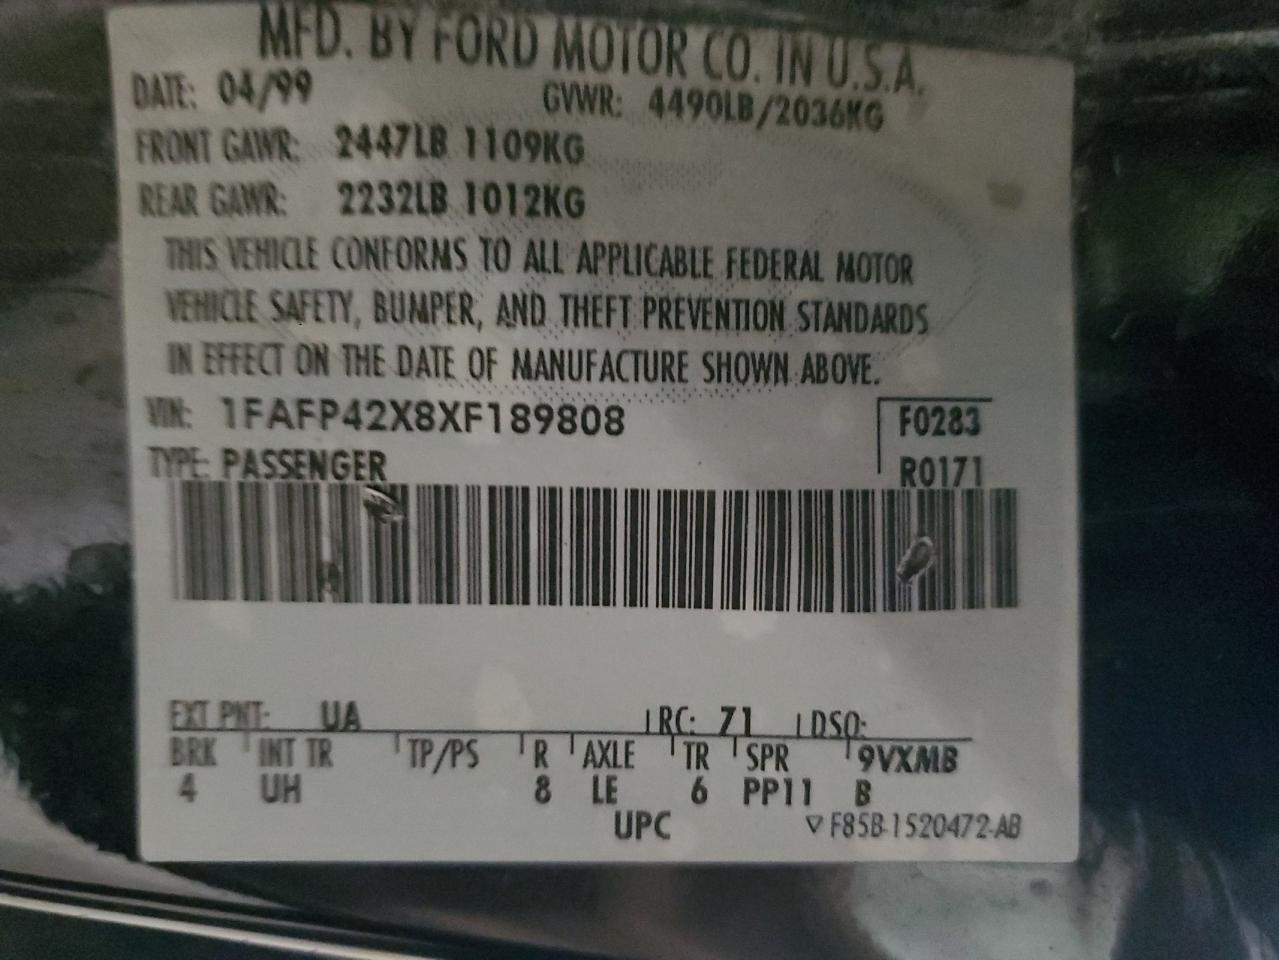 MFD. BY FORD MOTOR CO. IN U.S.A.
DATE: 04/99 GVWR: 4490LB/2036KG
FRONT GAWR: 2447LB 1109KG
REAR GAWR: 2232LB 1012KG
THIS VEHICLE CONFORMS TO ALL APPLICABLE FEDERAL MOTOR
VEHICLE SAFETY, BUMPER, AND THEFT PREVENTION STANDARDS
IN EFFECT ON THE DATE OF MANUFACTURE SHOWN ABOVE.
VIN: 1FAFP42X8XF189808 F0283
TYPE: PASSENGER R0171
EXT PNT: UA RC: 71 DSO:
BRK INT TR TP/PS R AXLE TR SPR 9VXMB
4 UH 8 LE 6 PP11 B
UPC ▽ F85B-1520472-AB